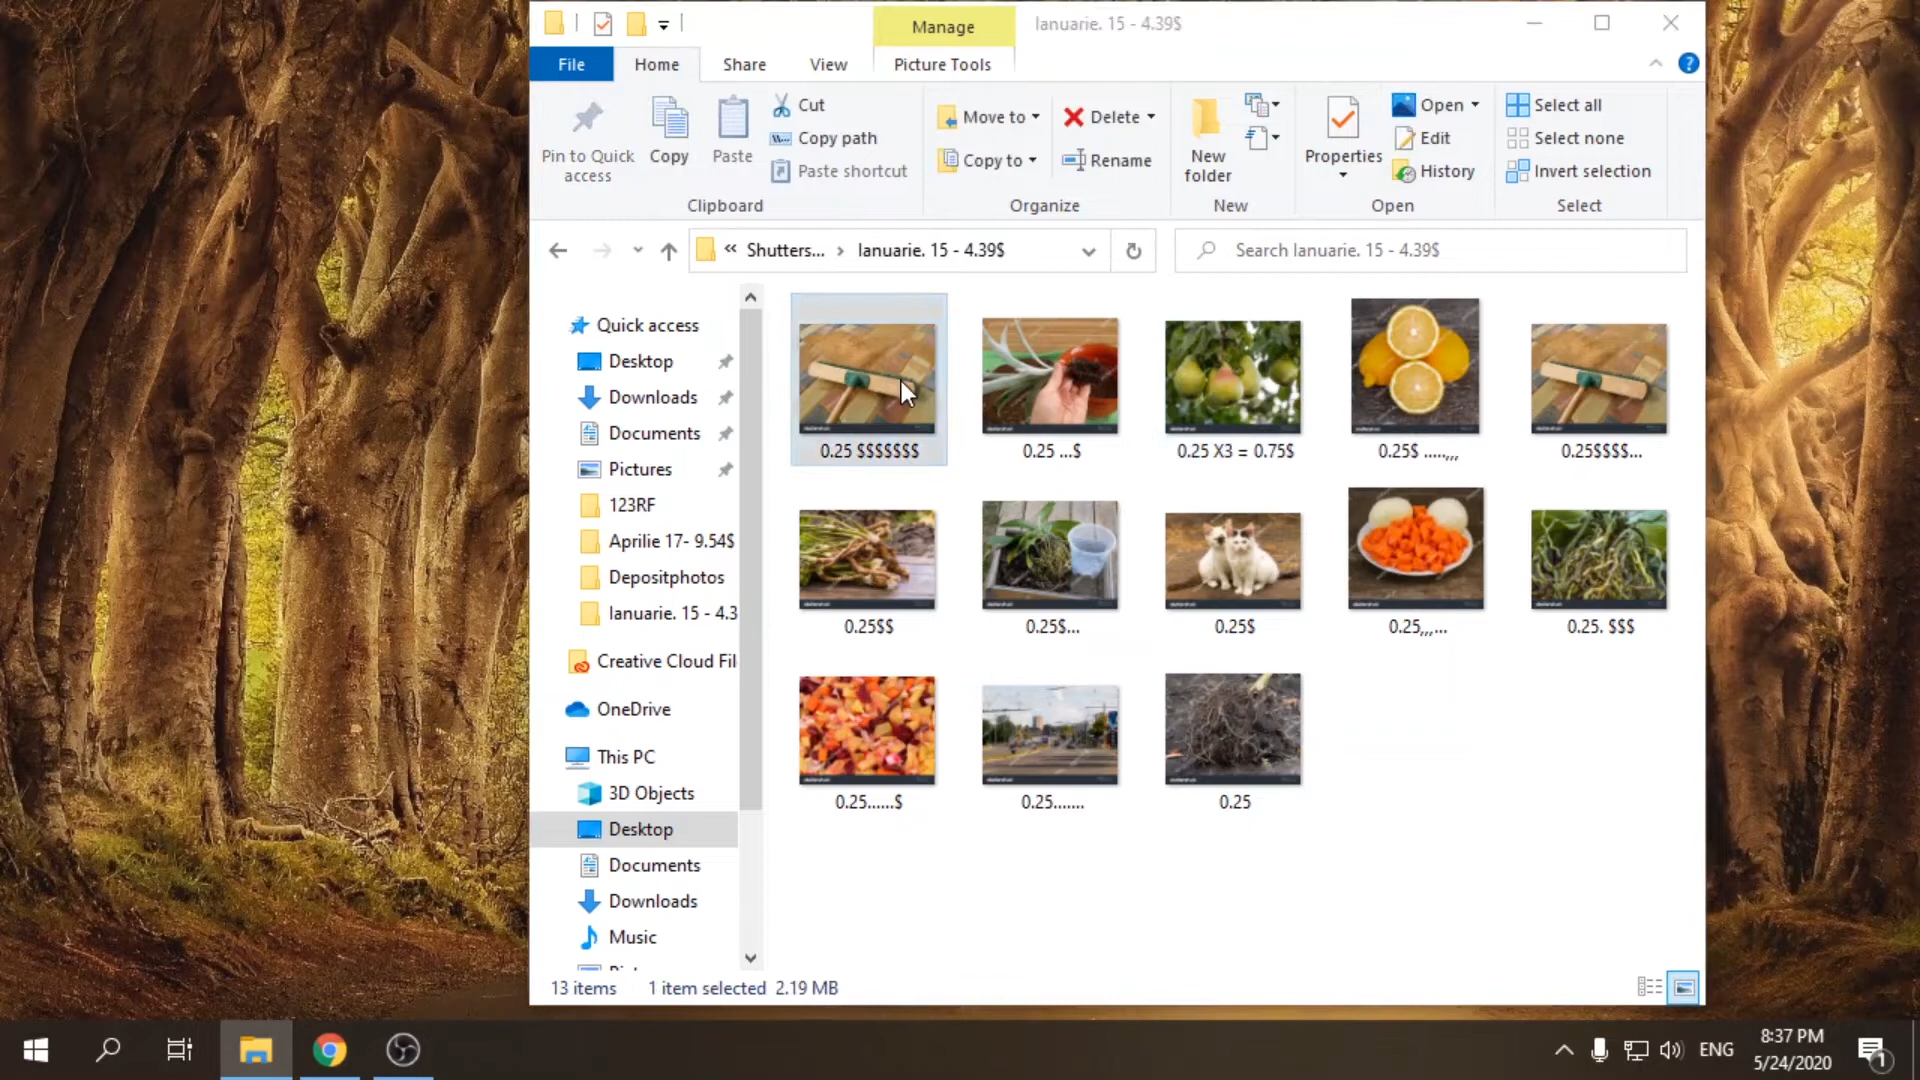 Manage
Ianuarie. 15 - 4.39$
File
Home
Share
View
Picture Tools
Pin to Quick access
Copy
Paste
Cut
Copy path
Paste shortcut
Clipboard
Move to
Copy to
Delete
Rename
Organize
New folder
New
Properties
Open
Edit
History
Open
Select all
Select none
Invert selection
Select
« Shutters... › Ianuarie. 15 - 4.39$
Search Ianuarie. 15 - 4.39$
Quick access
Desktop
Downloads
Documents
Pictures
123RF
Aprilie 17- 9.54$
Depositphotos
Ianuarie. 15 - 4.3
Creative Cloud Fil
OneDrive
This PC
3D Objects
Desktop
Documents
Downloads
Music
0.25 $$$$$$$
0.25 ...$
0.25 X3 = 0.75$
0.25$ .....,,,
0.25$$$$...
0.25$$
0.25$...
0.25$
0.25,,,...
0.25. $$$
0.25......$
0.25.......
0.25
13 items
1 item selected 2.19 MB
ENG
8:37 PM
5/24/2020
1